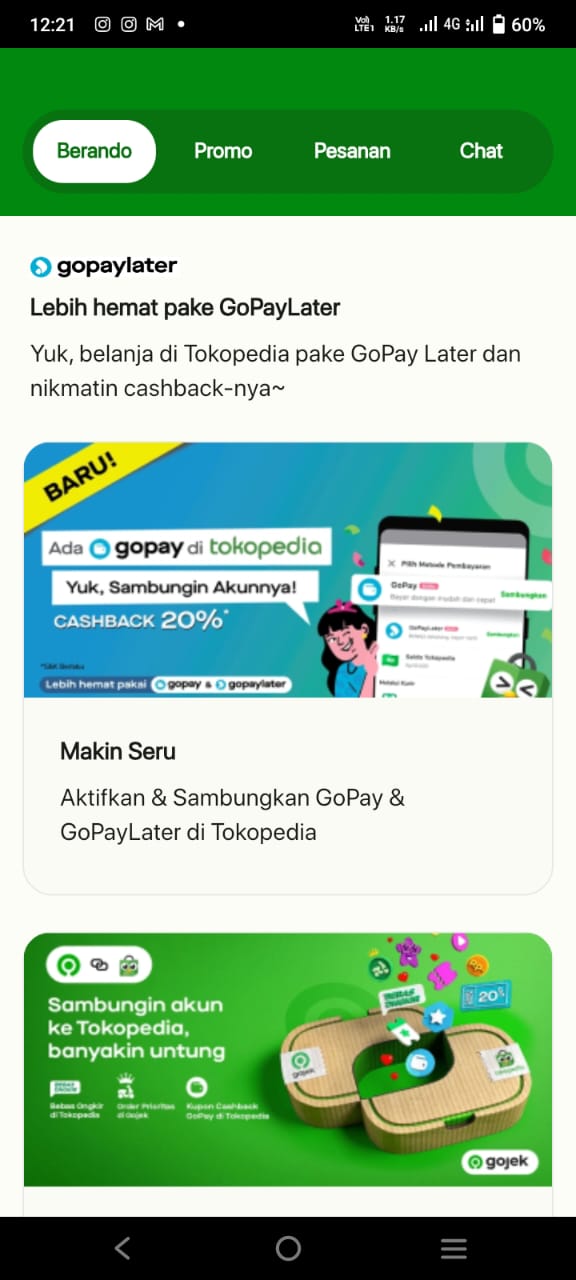 12:21
Vo) LTE1
1.17 KB/s
4G
60%
Berando
Promo
Pesanan
Chat
gopaylater
Lebih hemat pake GoPayLater
Yuk, belanja di Tokopedia pake GoPay Later dan
nikmatin cashback-nya~
BARU!
Ada gopay di tokopedia
Yuk, Sambungin Akunnya!
CASHBACK 20%*
*S&K Berlaku
Lebih hemat pakai gopay & gopaylater
Pilih Metode Pembayaran
GoPay
Bayar dengan mudah dan cepat
Sambungkan
GoPayLater
Sambungkan
Saldo Tokopedia
Makin Seru
Aktifkan & Sambungkan GoPay &
GoPayLater di Tokopedia
Sambungin akun
ke Tokopedia,
banyakin untung
Bebas Ongkir
di Tokopedia
Order Prioritas
di Gojek
Kupon Cashback
GoPay di Tokopedia
BEBAS ONGKIR
20%
gojek
tokopedia
gojek